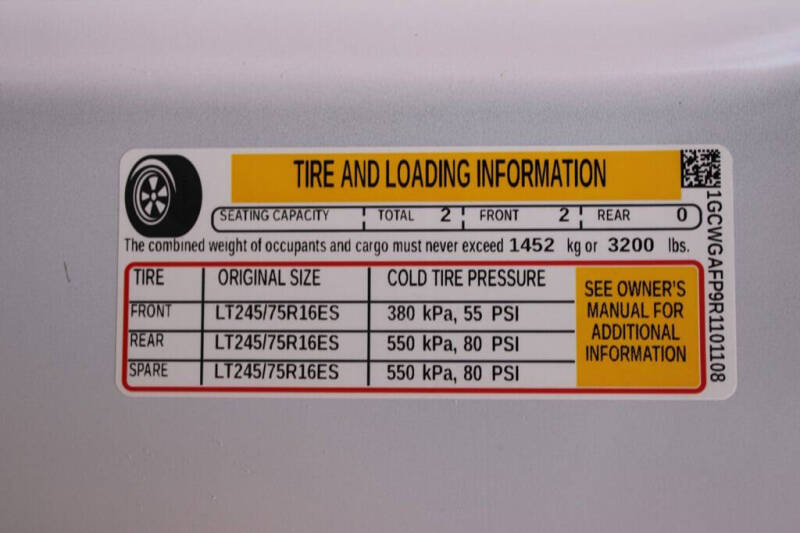 TIRE AND LOADING INFORMATION
SEATING CAPACITY TOTAL 2 FRONT 2 REAR 0
The combined weight of occupants and cargo must never exceed 1452 kg or 3200 lbs.
TIRE ORIGINAL SIZE COLD TIRE PRESSURE
FRONT LT245/75R16ES 380 kPa, 55 PSI
REAR LT245/75R16ES 550 kPa, 80 PSI
SPARE LT245/75R16ES 550 kPa, 80 PSI
SEE OWNER'S
MANUAL FOR
ADDITIONAL
INFORMATION
1GCWGAFP9R1101108